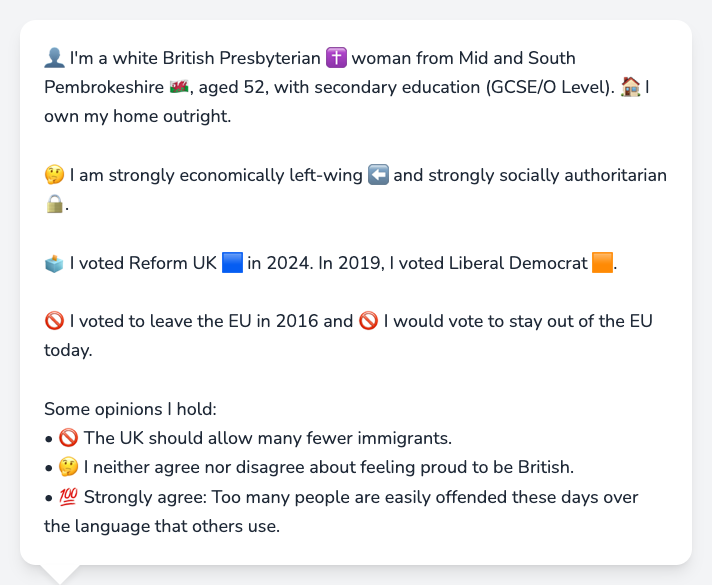 👤 I'm a white British Presbyterian ✝️ woman from Mid and South
Pembrokeshire 🏴󠁧󠁢󠁷󠁬󠁳󠁿, aged 52, with secondary education (GCSE/O Level). 🏠 I
own my home outright.
🤔 I am strongly economically left-wing ⬅️ and strongly socially authoritarian
🔒.
🗳️ I voted Reform UK 🟦 in 2024. In 2019, I voted Liberal Democrat 🟧.
🚫 I voted to leave the EU in 2016 and 🚫 I would vote to stay out of the EU
today.
Some opinions I hold:
• 🚫 The UK should allow many fewer immigrants.
• 🤔 I neither agree nor disagree about feeling proud to be British.
• 💯 Strongly agree: Too many people are easily offended these days over
the language that others use.